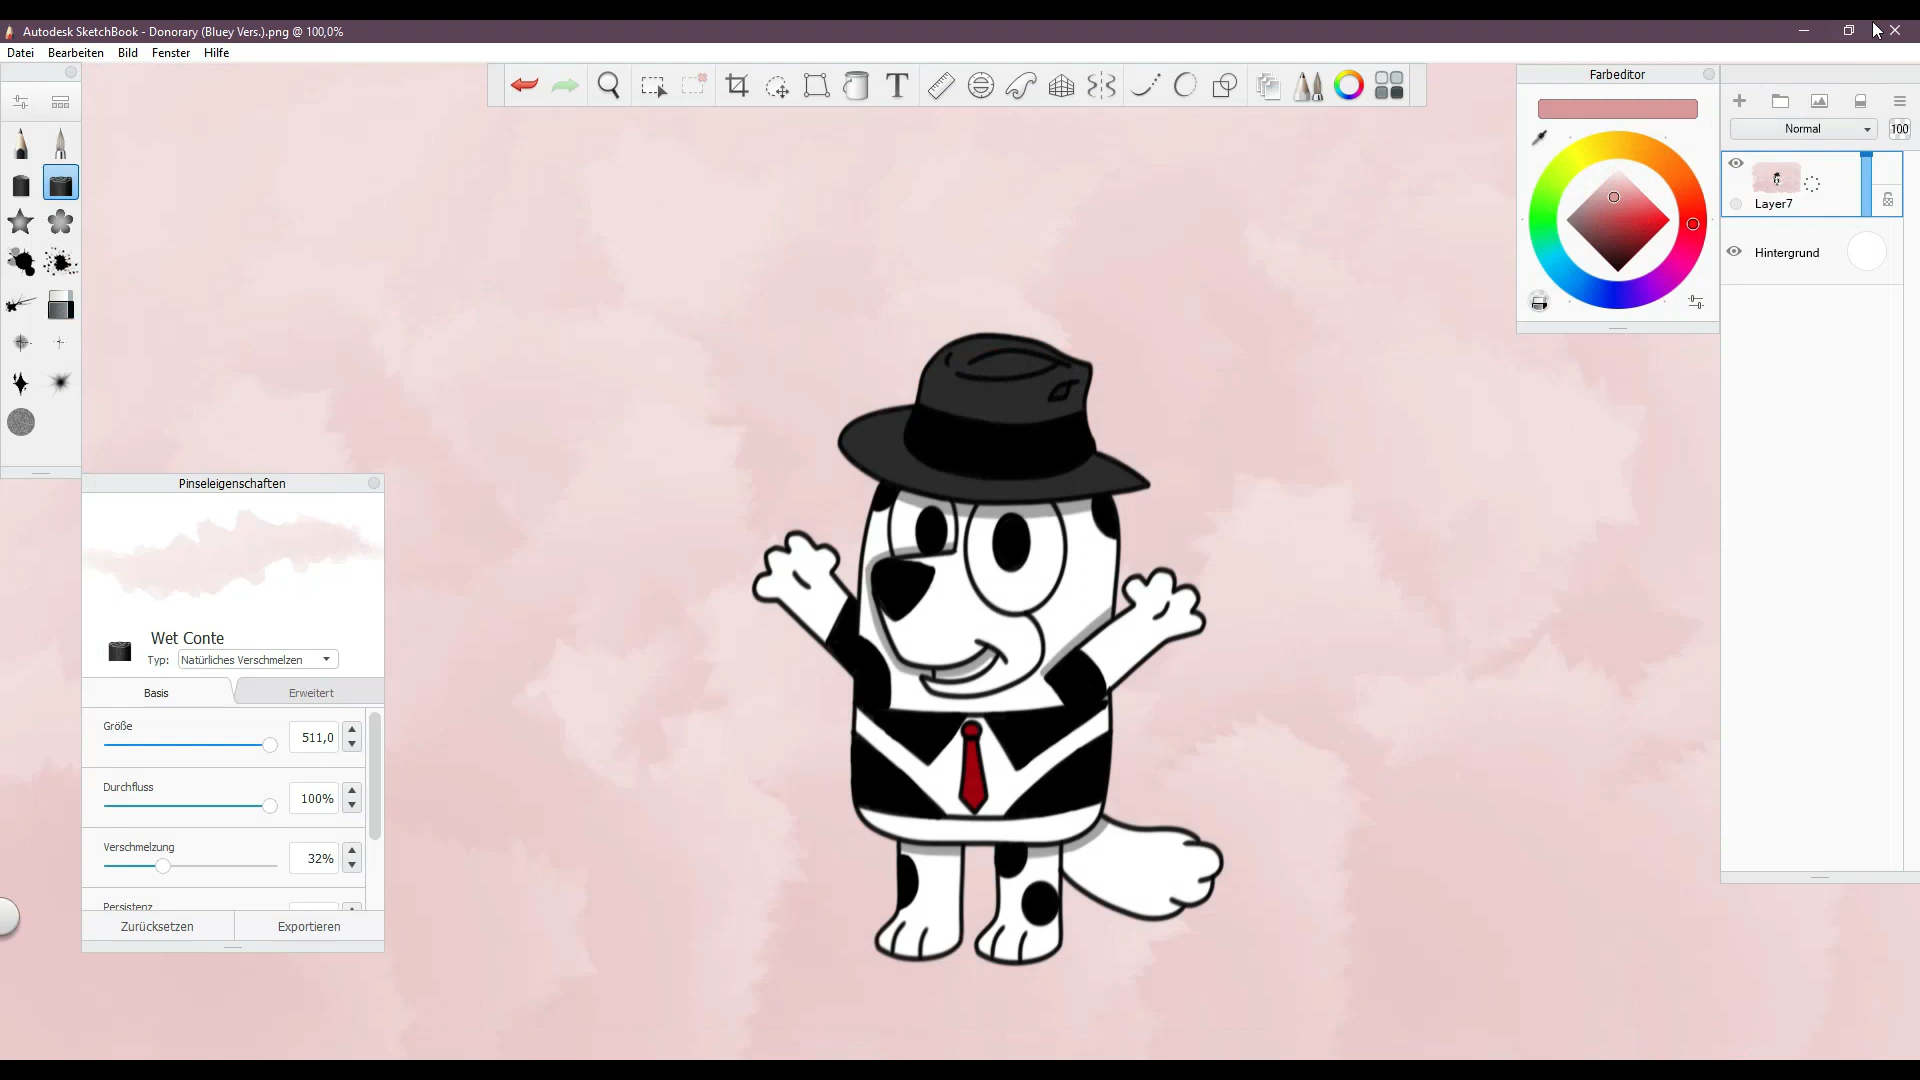 Autodesk SketchBook - Donorary (Bluey Vers.).png @ 100,0%
Datei Bearbeiten Bild Fenster Hilfe
T
Farbeditor
Normal
100
Layer7
Hintergrund
Pinseleigenschaften
Wet Conte
Typ: Natürliches Verschmelzen
Basis
Erweitert
Größe
511,0
Durchfluss
100%
Verschmelzung
32%
Persistenz
Zurücksetzen
Exportieren